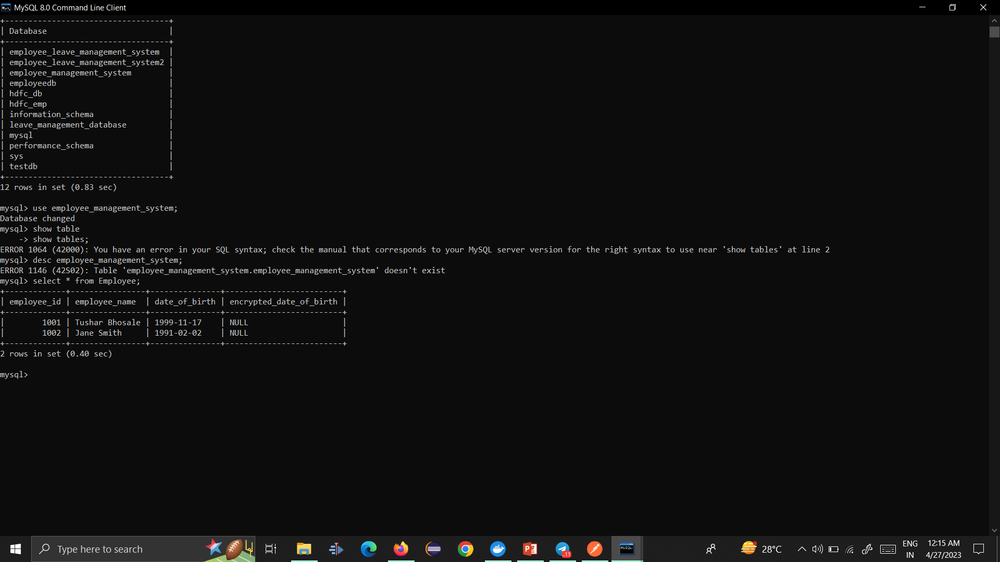 MySQL 8.0 Command Line Client
+-----------------------------------+
| Database                          |
+-----------------------------------+
| employee_leave_management_system  |
| employee_leave_management_system2 |
| employee_management_system        |
| employeedb                        |
| hdfc_db                           |
| hdfc_emp                          |
| information_schema                |
| leave_management_database         |
| mysql                             |
| performance_schema                |
| sys                               |
| testdb                            |
+-----------------------------------+
12 rows in set (0.83 sec)
mysql> use employee_management_system;
Database changed
mysql> show table
    -> show tables;
ERROR 1064 (42000): You have an error in your SQL syntax; check the manual that corresponds to your MySQL server version for the right syntax to use near 'show tables' at line 2
mysql> desc employee_management_system;
ERROR 1146 (42S02): Table 'employee_management_system.employee_management_system' doesn't exist
mysql> select * from Employee;
+-------------+----------------+---------------+-------------------------+
| employee_id | employee_name  | date_of_birth | encrypted_date_of_birth |
+-------------+----------------+---------------+-------------------------+
|        1001 | Tushar Bhosale | 1999-11-17    | NULL                    |
|        1002 | Jane Smith     | 1991-02-02    | NULL                    |
+-------------+----------------+---------------+-------------------------+
2 rows in set (0.40 sec)
mysql>
Type here to search
11
MySQL
28°C
ENG
IN
12:15 AM
4/27/2023